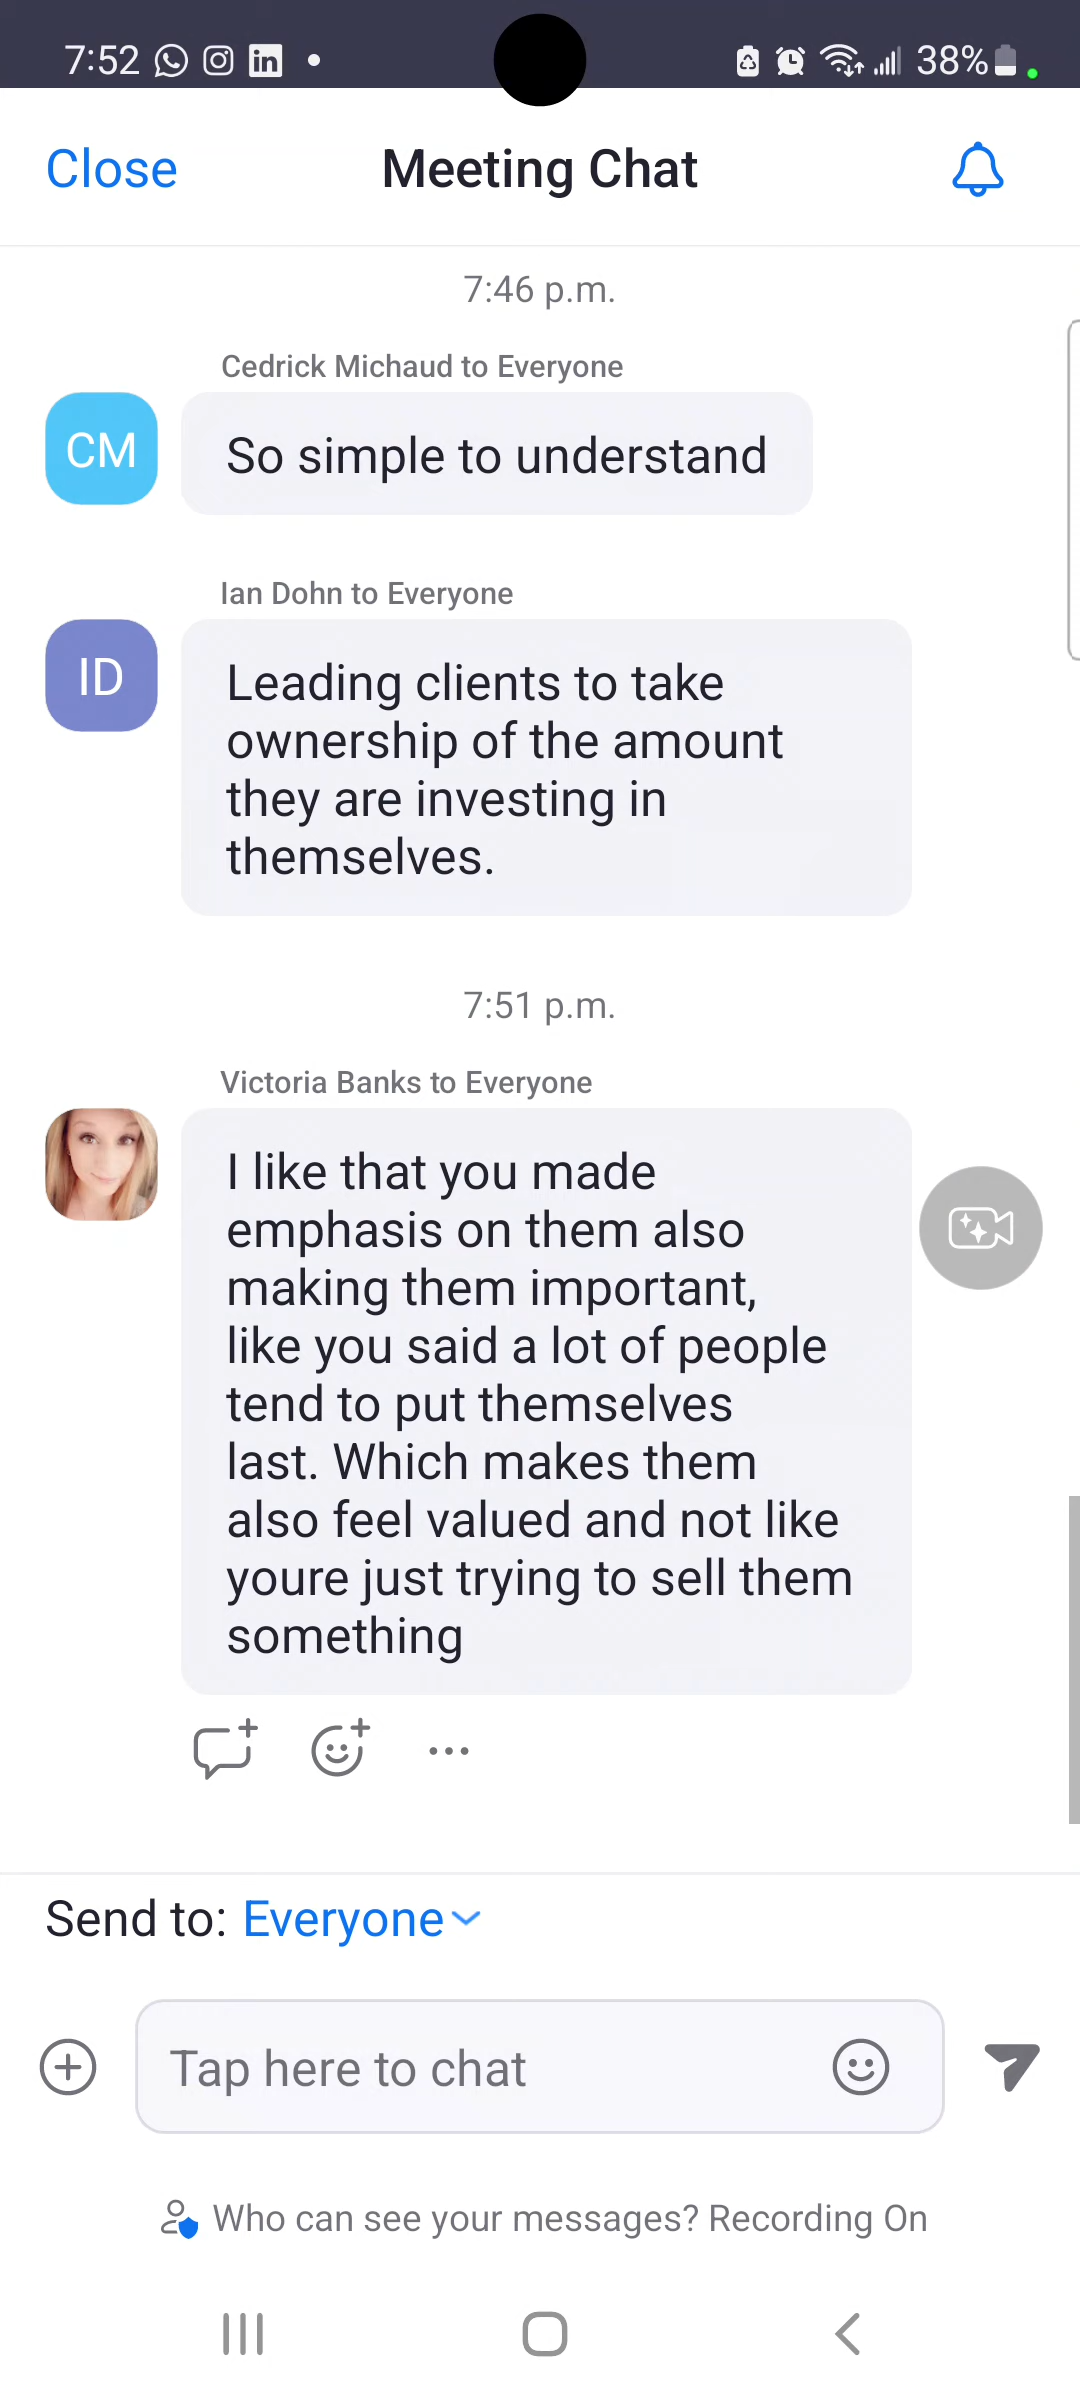 7:52 in 38%
Close Meeting Chat
7:46 p.m.
Cedrick Michaud to Everyone
CM
So simple to understand
Ian Dohn to Everyone
ID
Leading clients to take
ownership of the amount
they are investing in
themselves.
7:51 p.m.
Victoria Banks to Everyone
I like that you made
emphasis on them also
making them important,
like you said a lot of people
tend to put themselves
last. Which makes them
also feel valued and not like
youre just trying to sell them
something
Send to: Everyone
Tap here to chat
Who can see your messages? Recording On